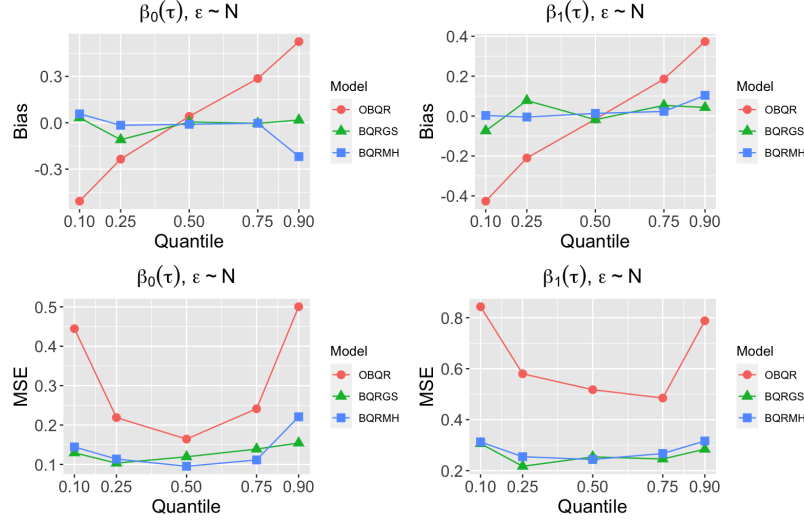 β₀(τ), ε ~ N
Bias
0.3
0.0
-0.3
0.10 0.25 0.50 0.75 0.90
Quantile
Model
OBQR
BQRGS
BQRMH
β₁(τ), ε ~ N
Bias
0.4
0.2
0.0
-0.2
-0.4
0.10 0.25 0.50 0.75 0.90
Quantile
Model
OBQR
BQRGS
BQRMH
β₀(τ), ε ~ N
MSE
0.5
0.4
0.3
0.2
0.1
0.10 0.25 0.50 0.75 0.90
Quantile
Model
OBQR
BQRGS
BQRMH
β₁(τ), ε ~ N
MSE
0.8
0.6
0.4
0.2
0.10 0.25 0.50 0.75 0.90
Quantile
Model
OBQR
BQRGS
BQRMH